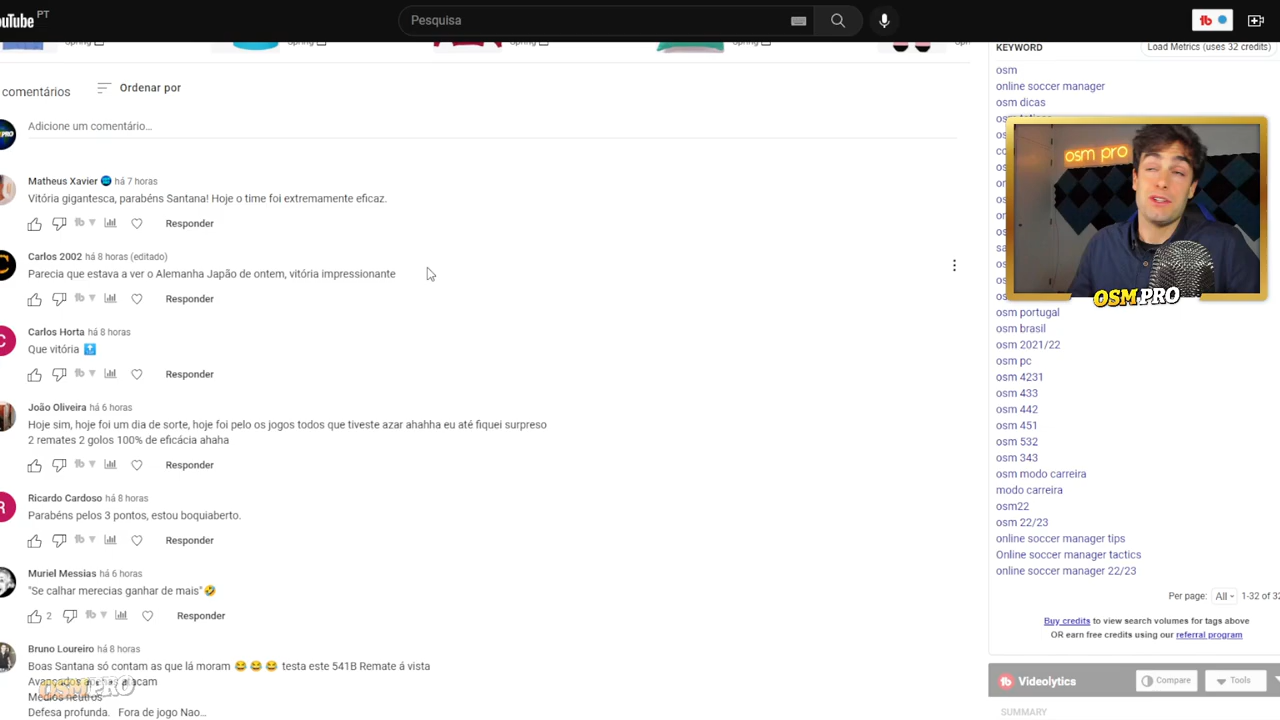 ouTube PT
Pesquisa
Spring
Spring
Spring
Spring
KEYWORD
Load Metrics (uses 32 credits)
comentários
Ordenar por
Adicione um comentário...
Matheus Xavier há 7 horas
Vitória gigantesca, parabéns Santana! Hoje o time foi extremamente eficaz.
Responder
Carlos 2002 há 8 horas (editado)
Parecia que estava a ver o Alemanha Japão de ontem, vitória impressionante
Responder
Carlos Horta há 8 horas
Que vitória
Responder
João Oliveira há 6 horas
Hoje sim, hoje foi um dia de sorte, hoje foi pelo os jogos todos que tiveste azar ahahha eu até fiquei surpreso
2 remates 2 golos 100% de eficácia ahaha
Responder
Ricardo Cardoso há 8 horas
Parabéns pelos 3 pontos, estou boquiaberto.
Responder
Muriel Messias há 6 horas
"Se calhar merecias ganhar de mais"🤣
2 Responder
Bruno Loureiro há 8 horas
Boas Santana só contam as que lá moram 😂 😂 😂 testa este 541B Remate á vista
Avançados atacam
Médios neutros
Defesa profunda. Fora de jogo Nao...
OSMPRO
osm
online soccer manager
osm dicas
osm pro
OSM PRO
osm portugal
osm brasil
osm 2021/22
osm pc
osm 4231
osm 433
osm 442
osm 451
osm 532
osm 343
osm modo carreira
modo carreira
osm22
osm 22/23
online soccer manager tips
Online soccer manager tactics
online soccer manager 22/23
Per page: All 1-32 of 32
Buy credits to view search volumes for tags above
OR earn free credits using our referral program
Videolytics
Compare
Tools
SUMMARY